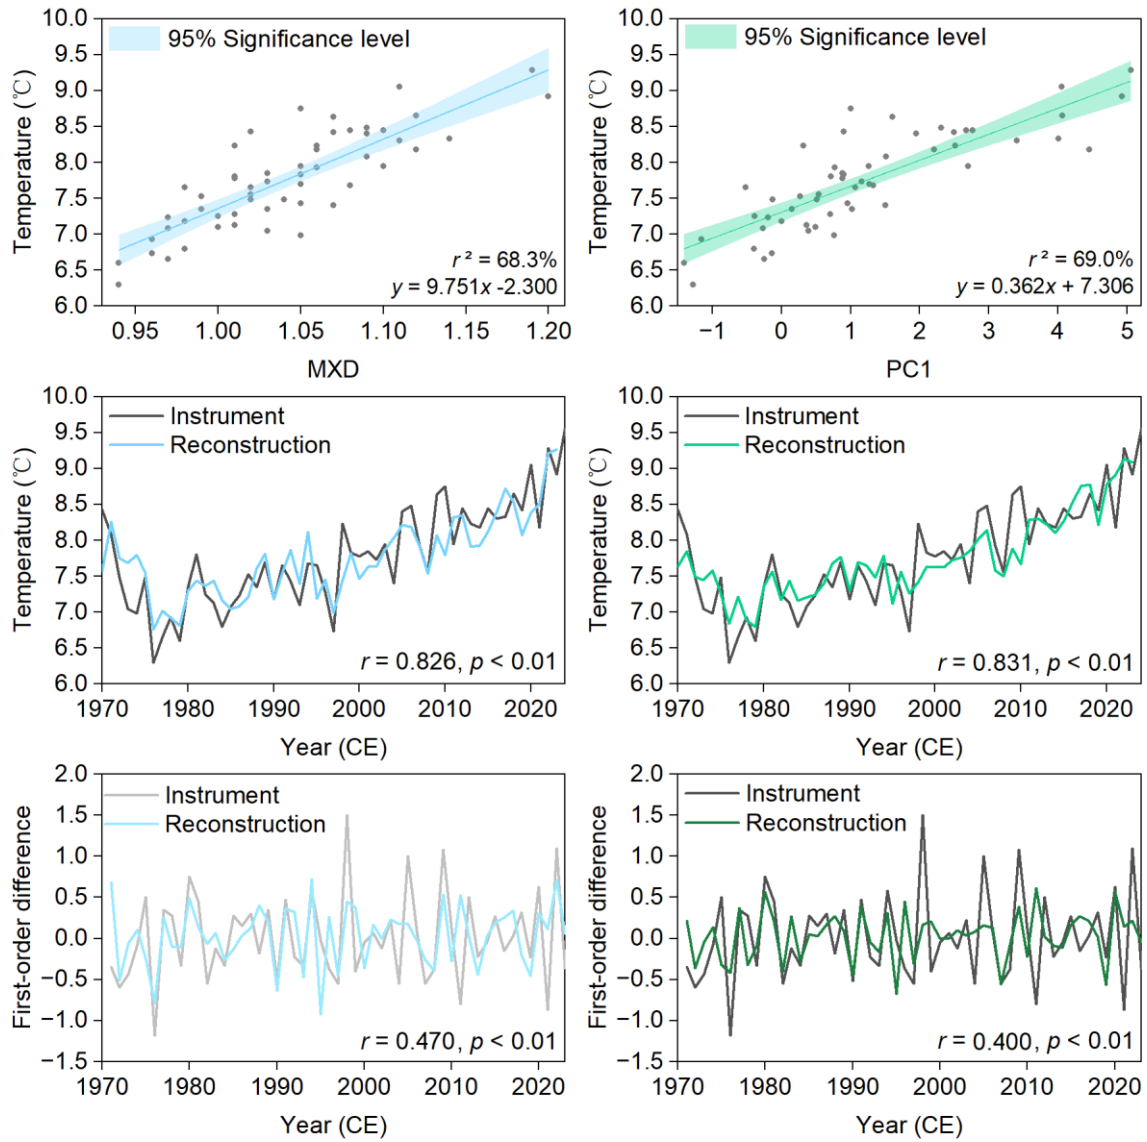 10.0
9.5
9.0
8.5
8.0
7.5
7.0
6.5
6.0
Temperature (℃)
95% Significance level
r² = 68.3%
y = 9.751x -2.300
0.95 1.00 1.05 1.10 1.15 1.20
MXD
10.0
9.5
9.0
8.5
8.0
7.5
7.0
6.5
6.0
Temperature (℃)
95% Significance level
r² = 69.0%
y = 0.362x + 7.306
−1 0 1 2 3 4 5
PC1
10.0
9.5
9.0
8.5
8.0
7.5
7.0
6.5
6.0
Temperature (℃)
Instrument
Reconstruction
r = 0.826, p < 0.01
1970 1980 1990 2000 2010 2020
Year (CE)
10.0
9.5
9.0
8.5
8.0
7.5
7.0
6.5
6.0
Temperature (℃)
Instrument
Reconstruction
r = 0.831, p < 0.01
1970 1980 1990 2000 2010 2020
Year (CE)
2.0
1.5
1.0
0.5
0.0
−0.5
−1.0
−1.5
First-order difference
Instrument
Reconstruction
r = 0.470, p < 0.01
1970 1980 1990 2000 2010 2020
Year (CE)
2.0
1.5
1.0
0.5
0.0
−0.5
−1.0
−1.5
First-order difference
Instrument
Reconstruction
r = 0.400, p < 0.01
1970 1980 1990 2000 2010 2020
Year (CE)